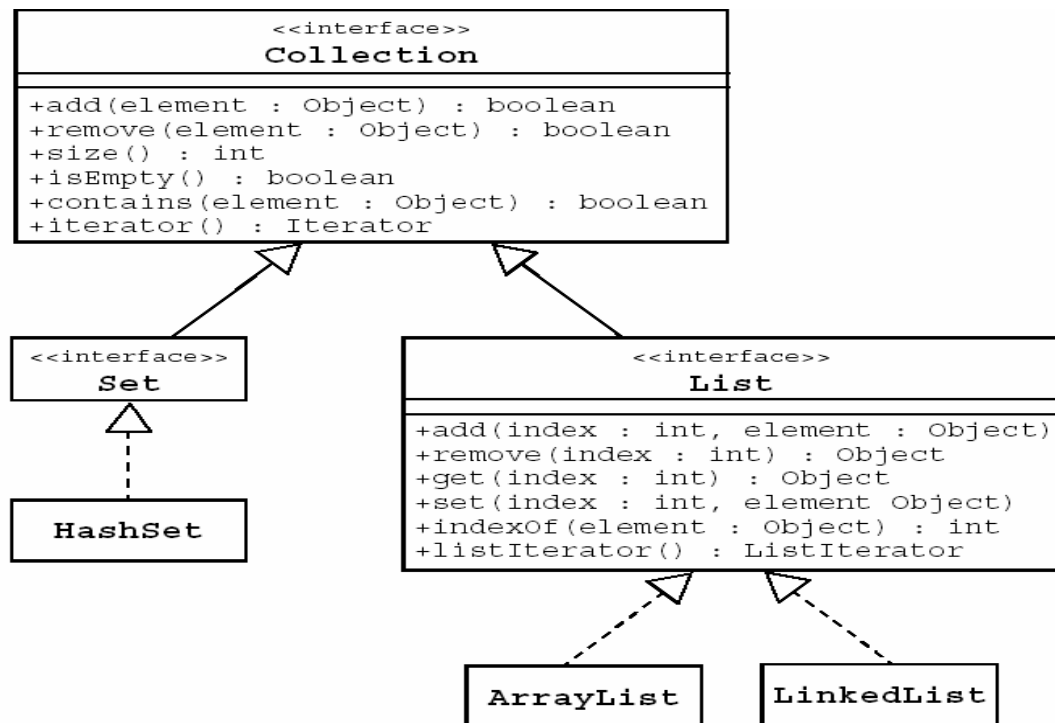 <<interface>>
Collection
+add(element : Object) : boolean
+remove(element : Object) : boolean
+size() : int
+isEmpty() : boolean
+contains(element : Object) : boolean
+iterator() : Iterator
<<interface>>
Set
HashSet
<<interface>>
List
+add(index : int, element : Object)
+remove(index : int) : Object
+get(index : int) : Object
+set(index : int, element Object)
+indexOf(element : Object) : int
+listIterator() : ListIterator
ArrayList
LinkedList